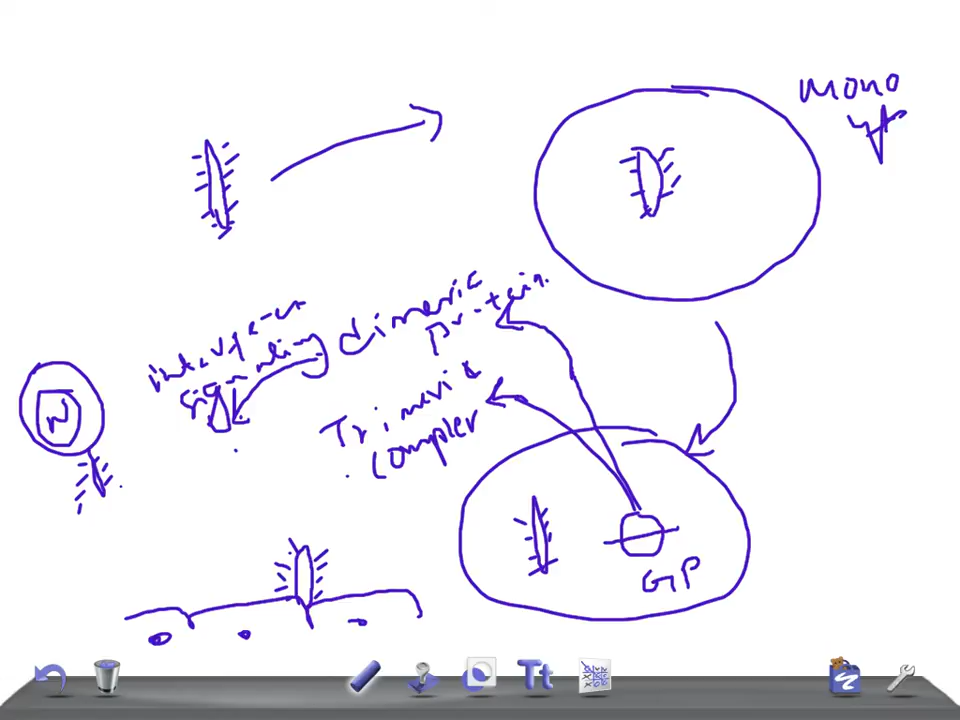 mono
dimeric
protein
signaling
Trimeric
complex
N
GP
Tt